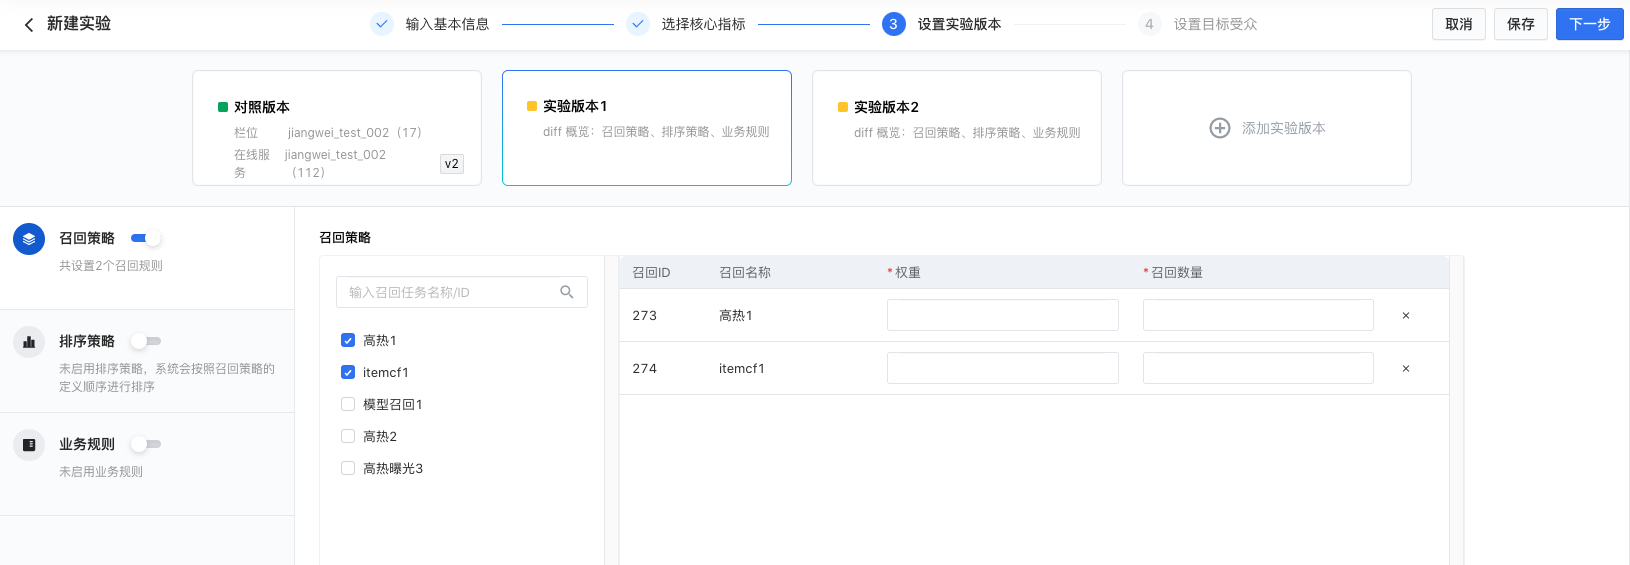 新建实验
输入基本信息
选择核心指标
3 设置实验版本
4 设置目标受众
取消
保存
下一步
对照版本
栏位 jiangwei_test_002（17）
在线服务 jiangwei_test_002（112）
v2
实验版本1
diff 概览：召回策略、排序策略、业务规则
实验版本2
diff 概览：召回策略、排序策略、业务规则
添加实验版本
召回策略
共设置2个召回规则
排序策略
未启用排序策略，系统会按照召回策略的
定义顺序进行排序
业务规则
未启用业务规则
召回策略
输入召回任务名称/ID
高热1
itemcf1
模型召回1
高热2
高热曝光3
召回ID 召回名称 *权重 *召回数量
273 高热1 ×
274 itemcf1 ×